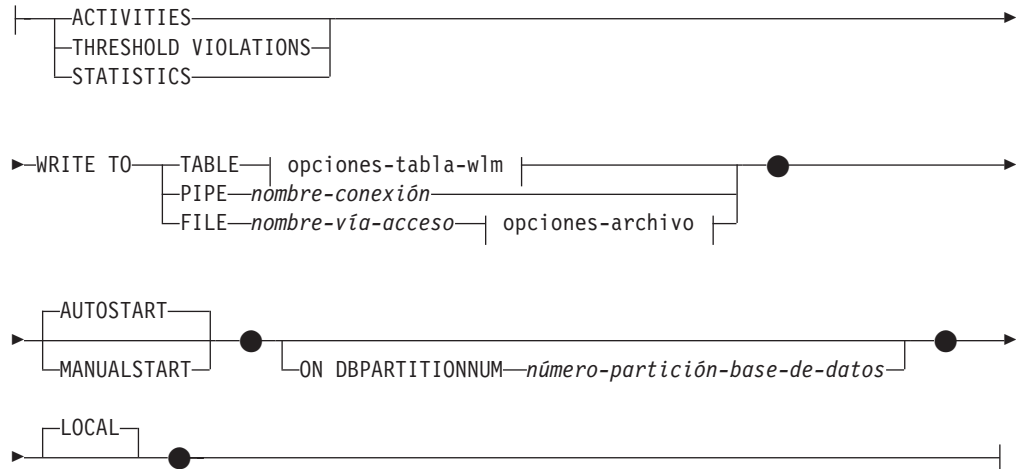 ACTIVITIES
THRESHOLD VIOLATIONS
STATISTICS
WRITE TO TABLE opciones-tabla-wlm
PIPE nombre-conexión
FILE nombre-vía-acceso opciones-archivo
AUTOSTART
MANUALSTART ON DBPARTITIONNUM número-partición-base-de-datos
LOCAL